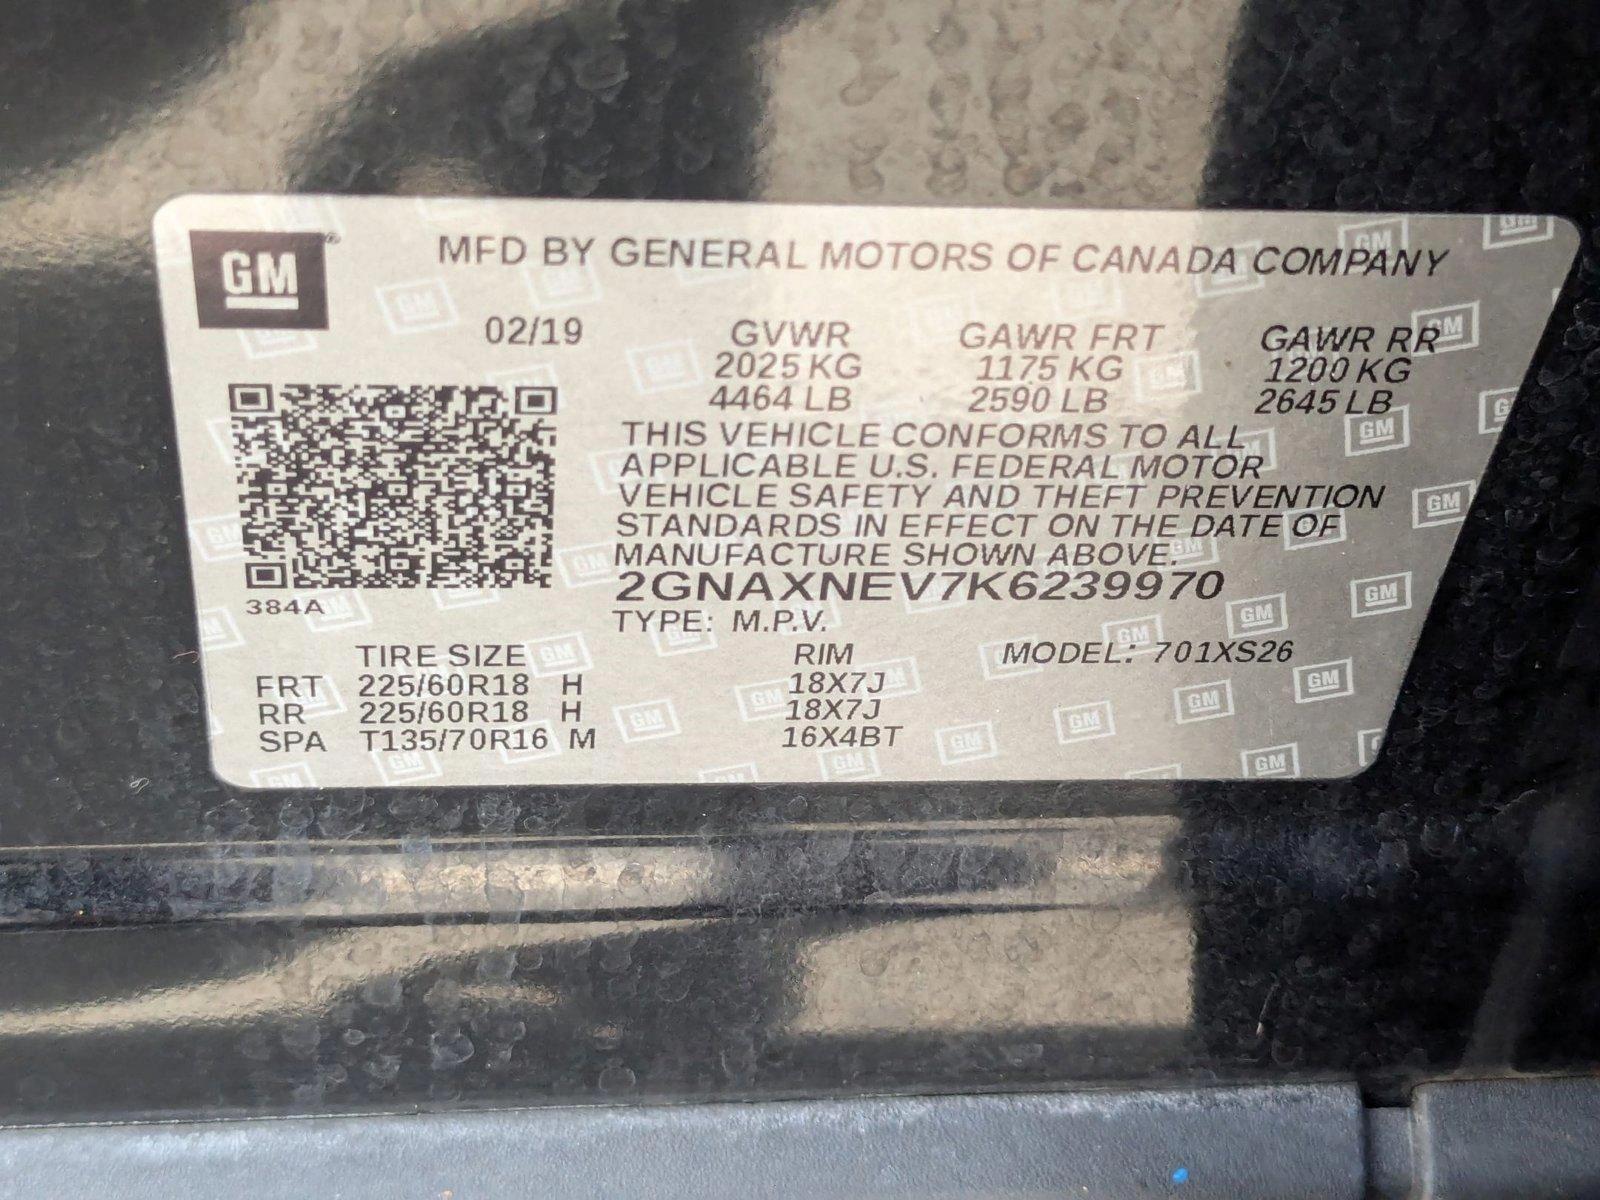 GM
MFD BY GENERAL MOTORS OF CANADA COMPANY
02/19 GVWR GAWR FRT GAWR RR
2025 KG 1175 KG 1200 KG
4464 LB 2590 LB 2645 LB
THIS VEHICLE CONFORMS TO ALL
APPLICABLE U.S. FEDERAL MOTOR
VEHICLE SAFETY AND THEFT PREVENTION
STANDARDS IN EFFECT ON THE DATE OF
MANUFACTURE SHOWN ABOVE.
2GNAXNEV7K6239970
384A
TYPE: M.P.V.
TIRE SIZE RIM MODEL: 701XS26
FRT 225/60R18 H 18X7J
RR 225/60R18 H 18X7J
SPA T135/70R16 M 16X4BT